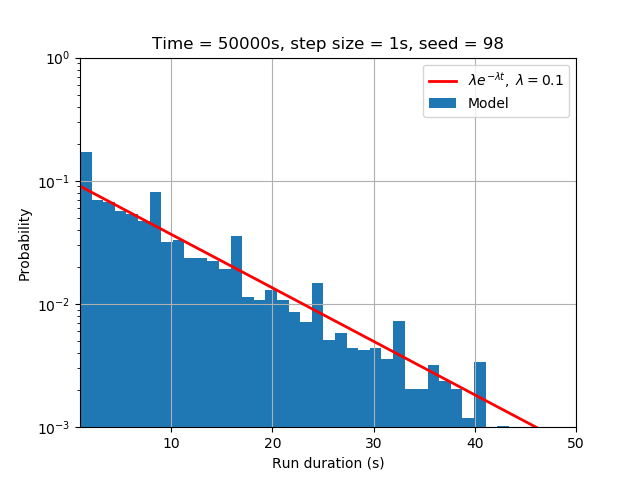 Time = 50000s, step size = 1s, seed = 98
10⁰
λe^{−λt}, λ = 0.1
Model
10⁻¹
Probability
10⁻²
10⁻³
10 20 30 40 50
Run duration (s)